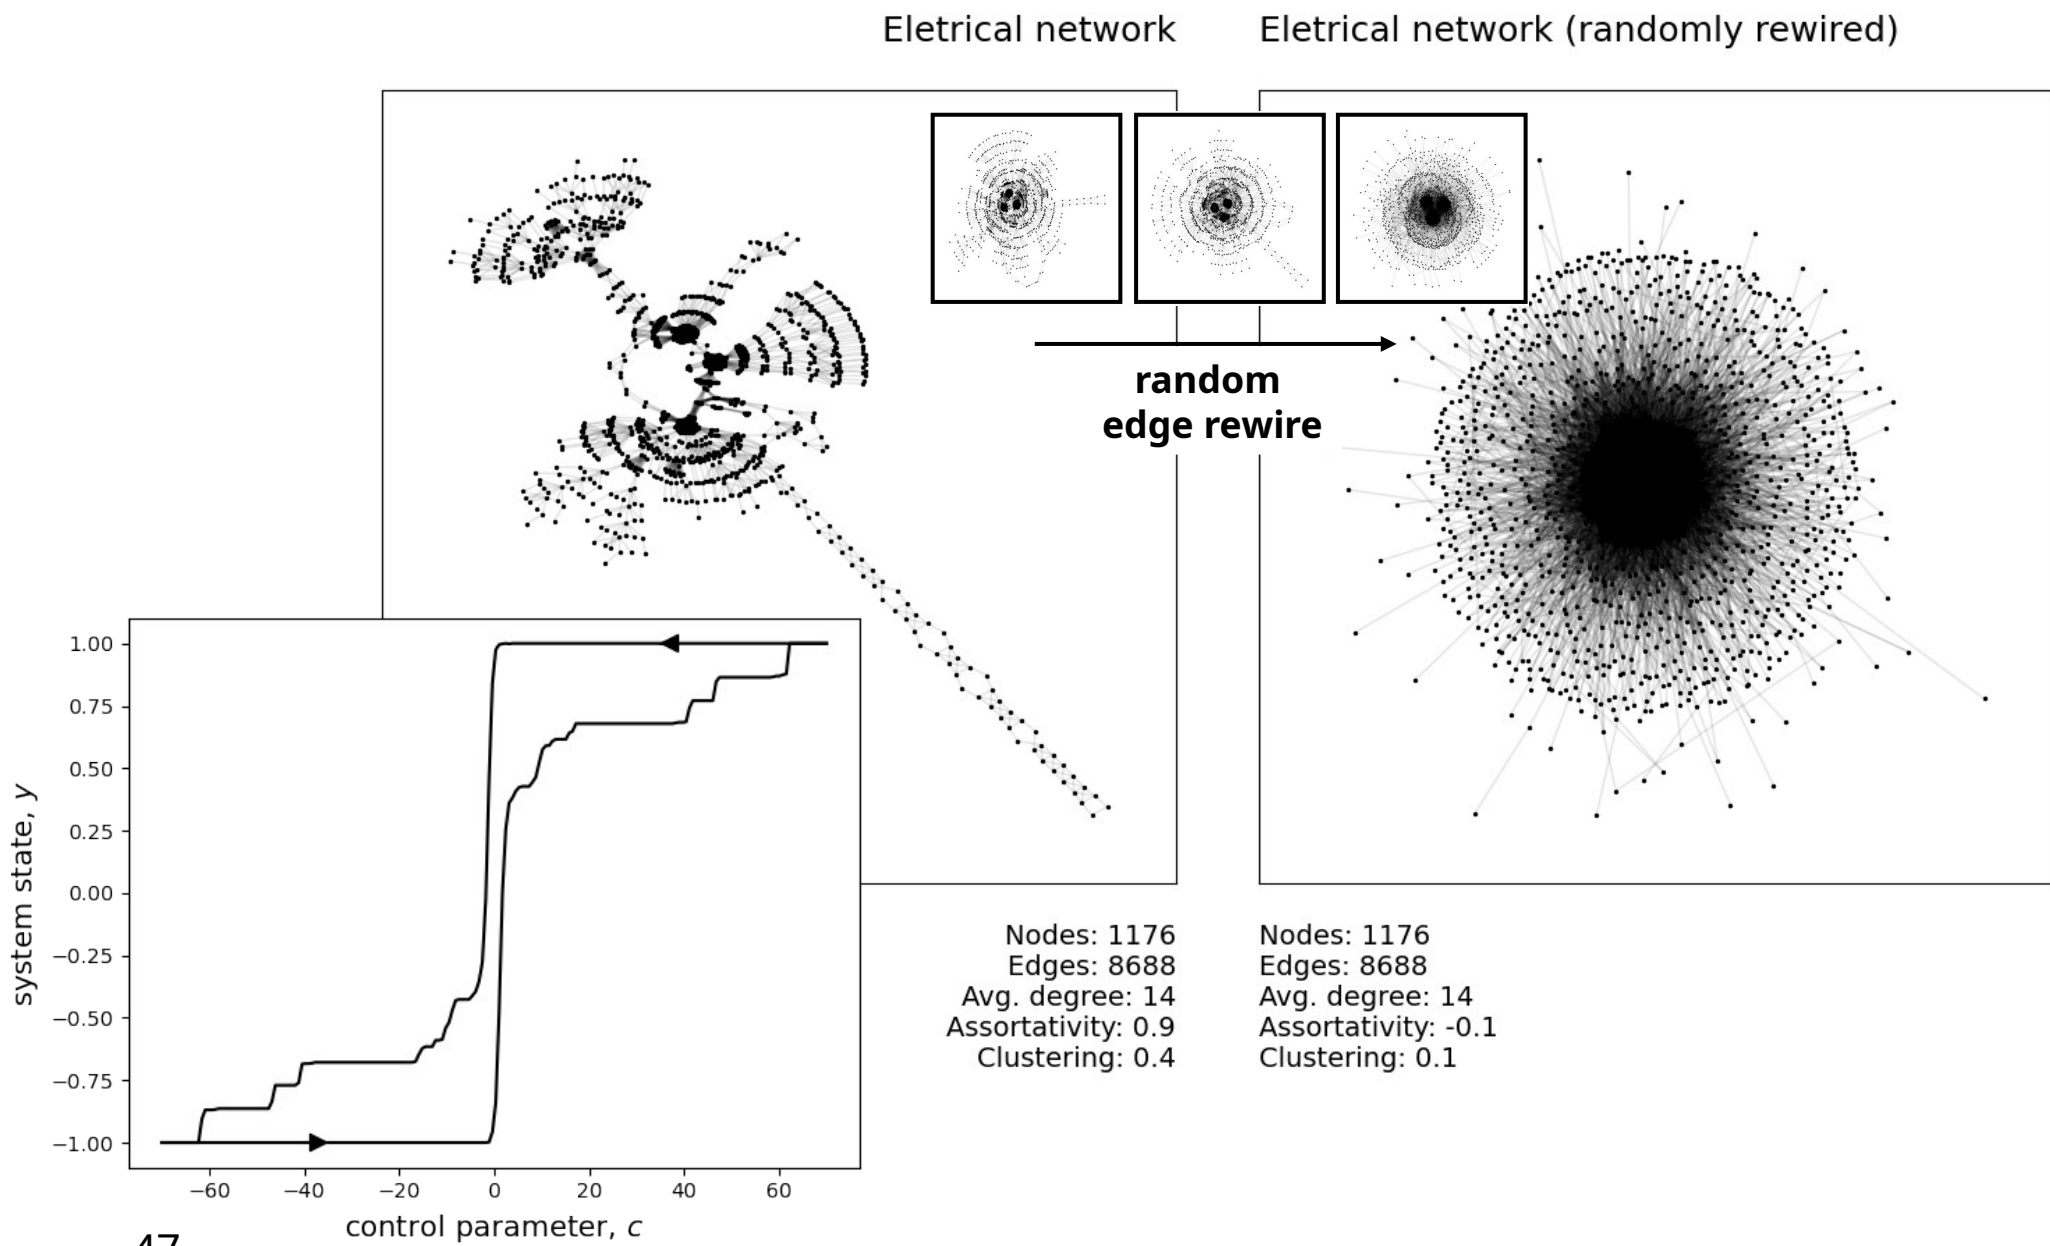 Eletrical network
Eletrical network (randomly rewired)
random
edge rewire
1.00
0.75
0.50
0.25
0.00
−0.25
−0.50
−0.75
−1.00
system state, y
−60
−40
−20
0
20
40
60
control parameter, c
Nodes: 1176
Edges: 8688
Avg. degree: 14
Assortativity: 0.9
Clustering: 0.4
Nodes: 1176
Edges: 8688
Avg. degree: 14
Assortativity: -0.1
Clustering: 0.1
47